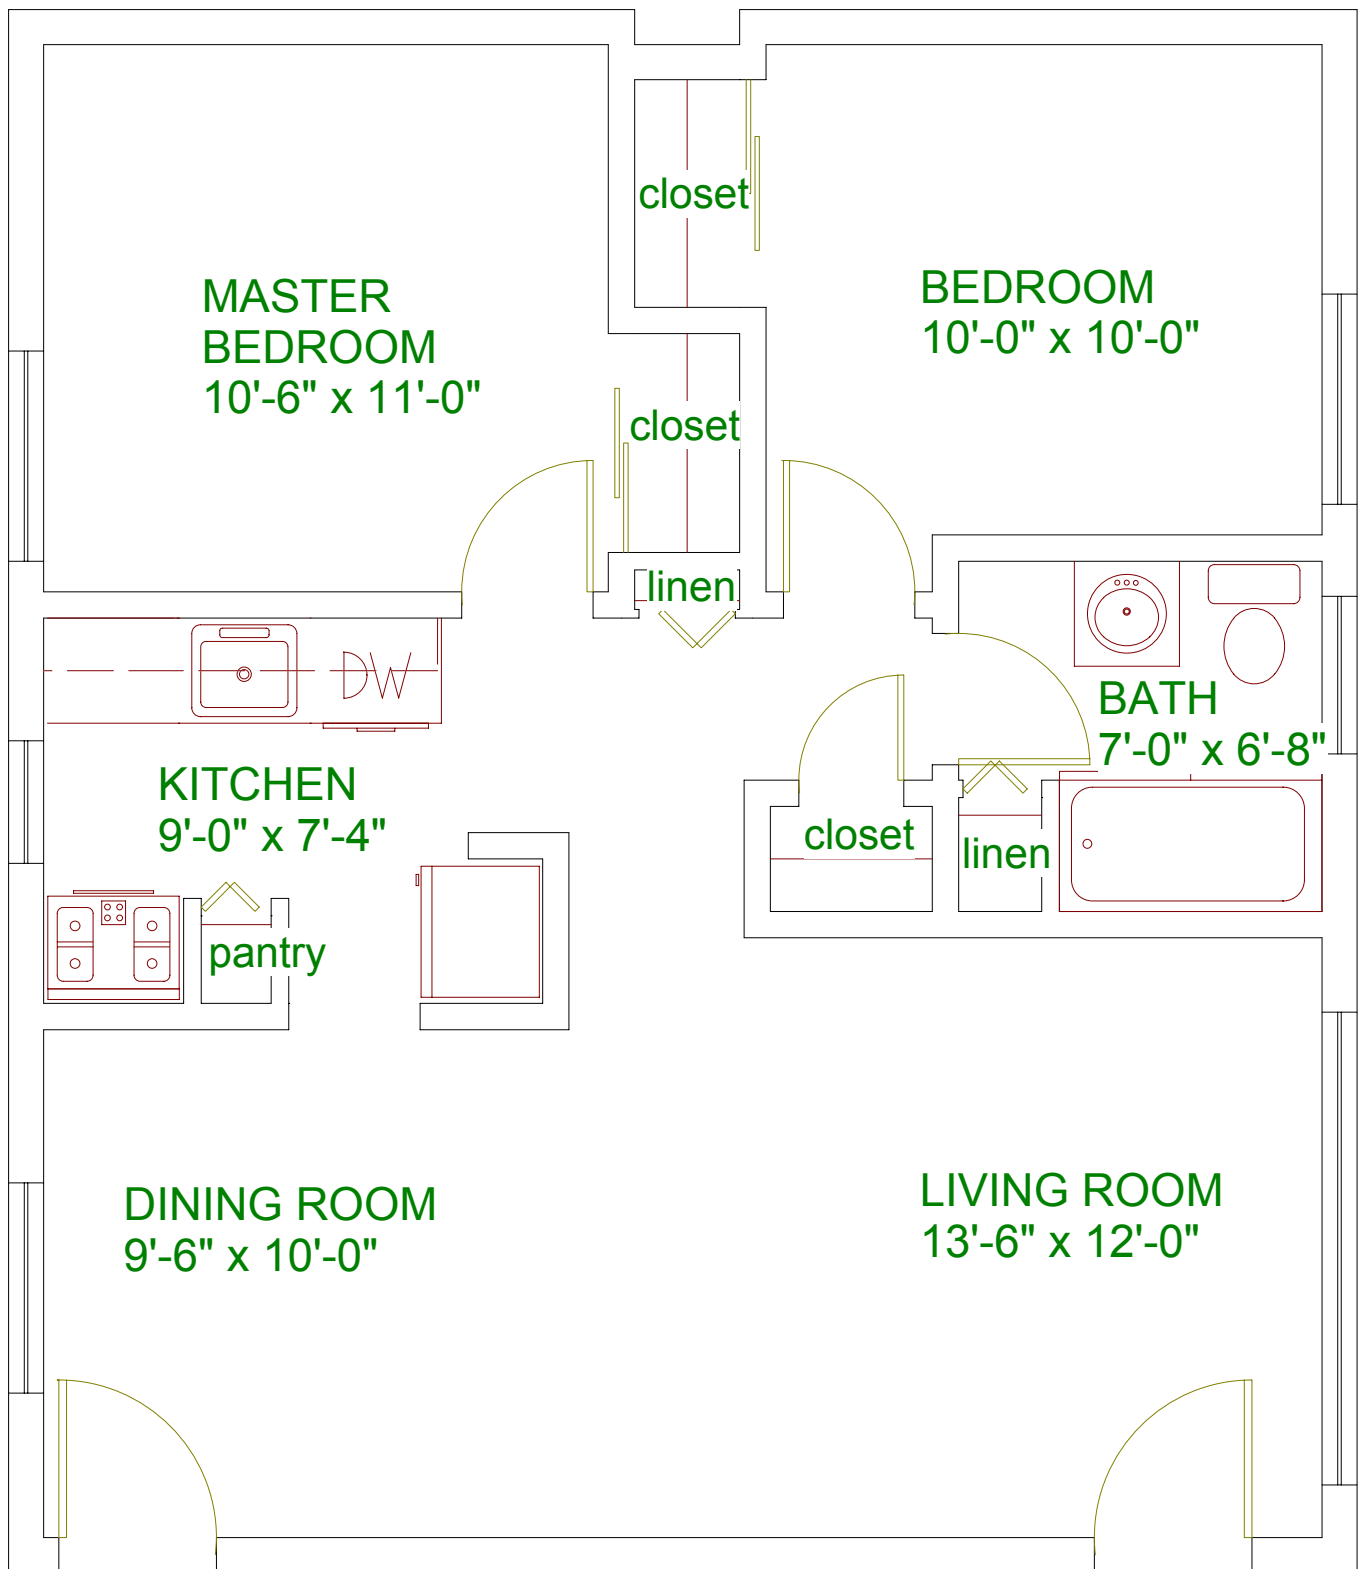 closet
MASTER
BEDROOM
10'-6" x 11'-0"
BEDROOM
10'-0" x 10'-0"
closet
linen
DW
BATH
7'-0" x 6'-8"
KITCHEN
9'-0" x 7'-4"
closet
linen
pantry
DINING ROOM
9'-6" x 10'-0"
LIVING ROOM
13'-6" x 12'-0"